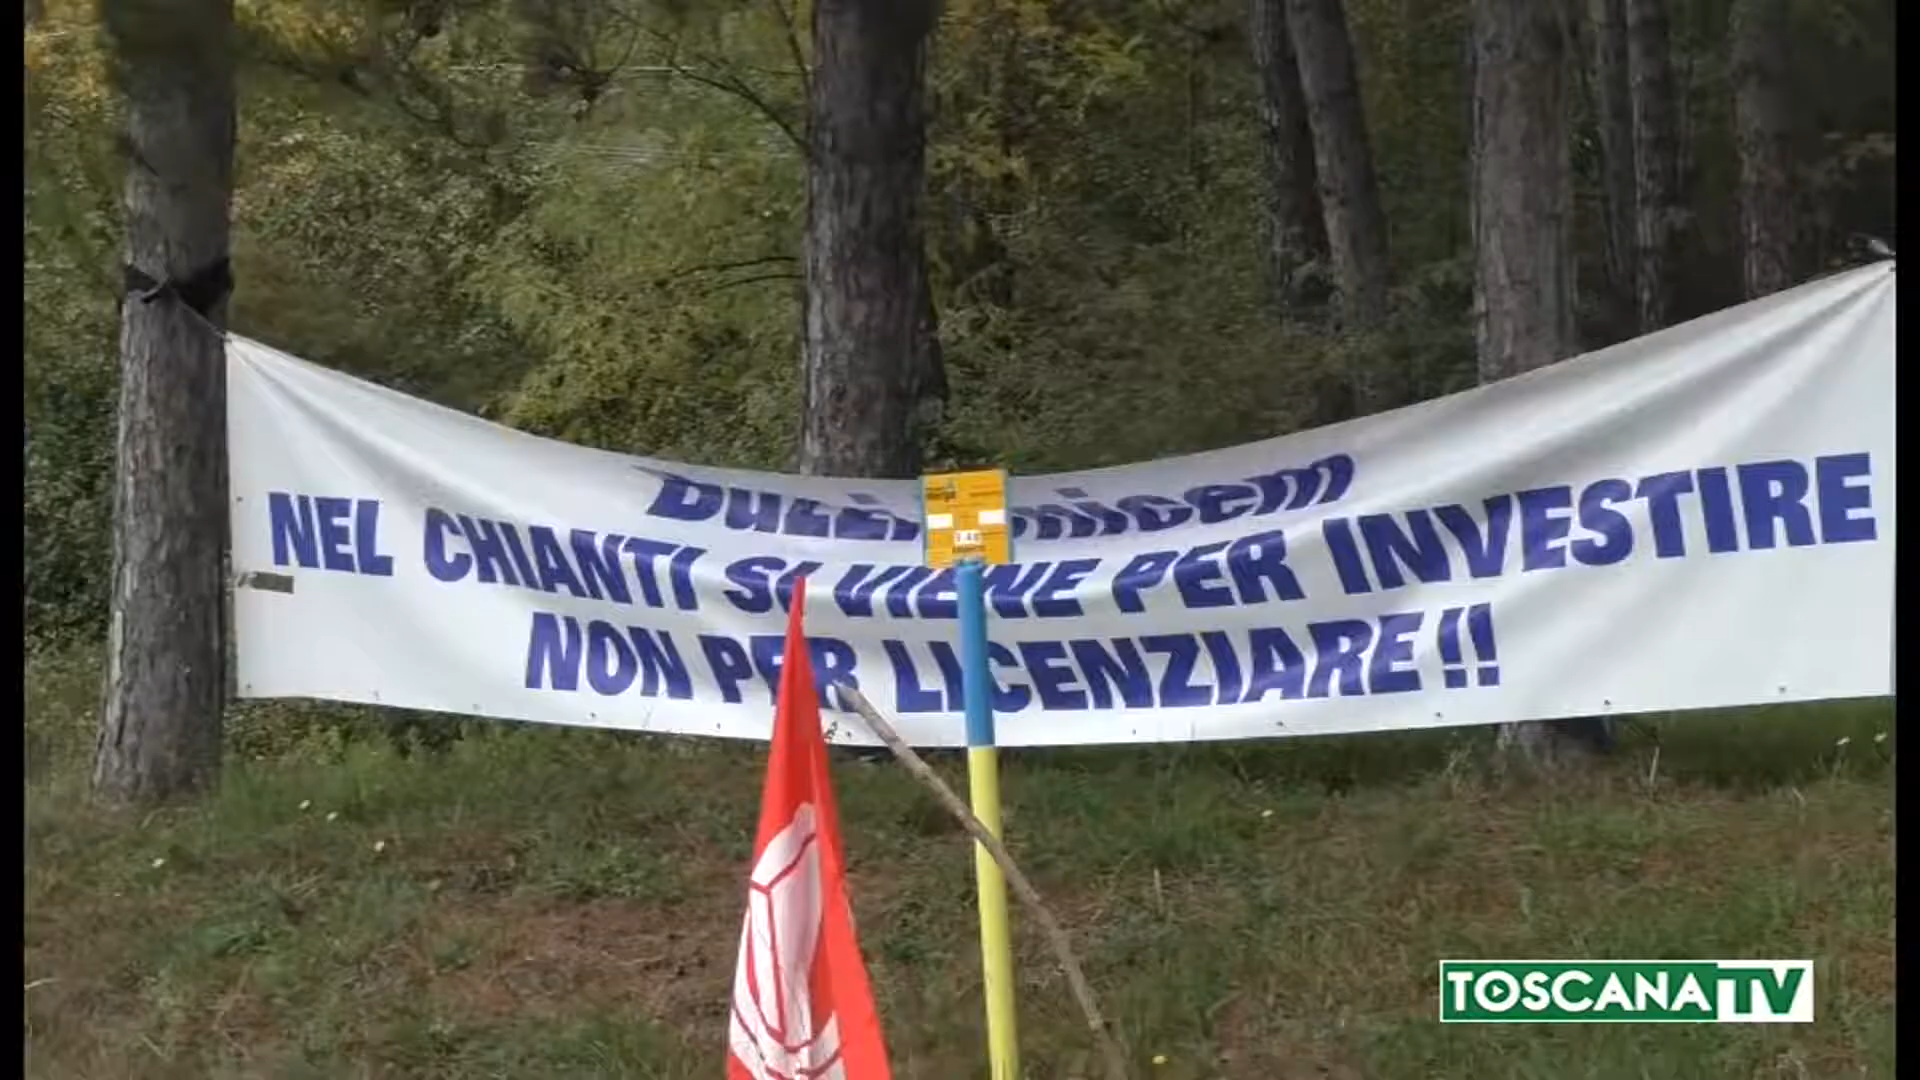 NEL CHIANTI SI VIENE PER INVESTIRE
NON PER LICENZIARE!!
TOSCANA TV